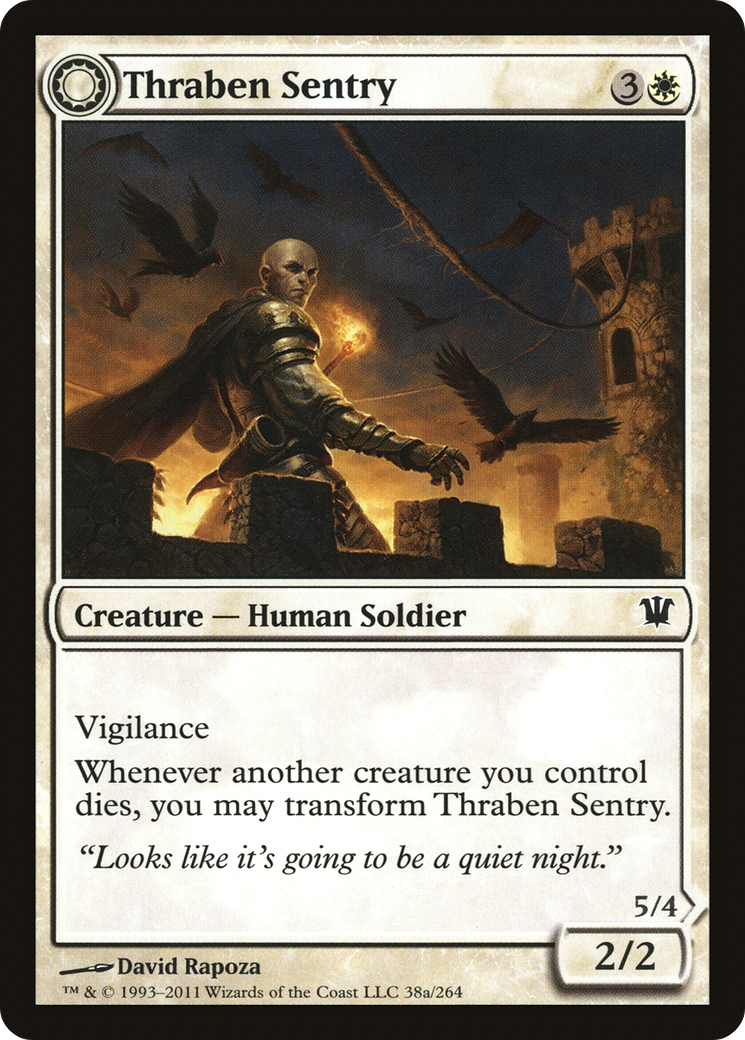 Thraben Sentry 3
Creature — Human Soldier
Vigilance
Whenever another creature you control
dies, you may transform Thraben Sentry.
“Looks like it’s going to be a quiet night.”
5/4
2/2
David Rapoza
™ & © 1993–2011 Wizards of the Coast LLC 38a/264